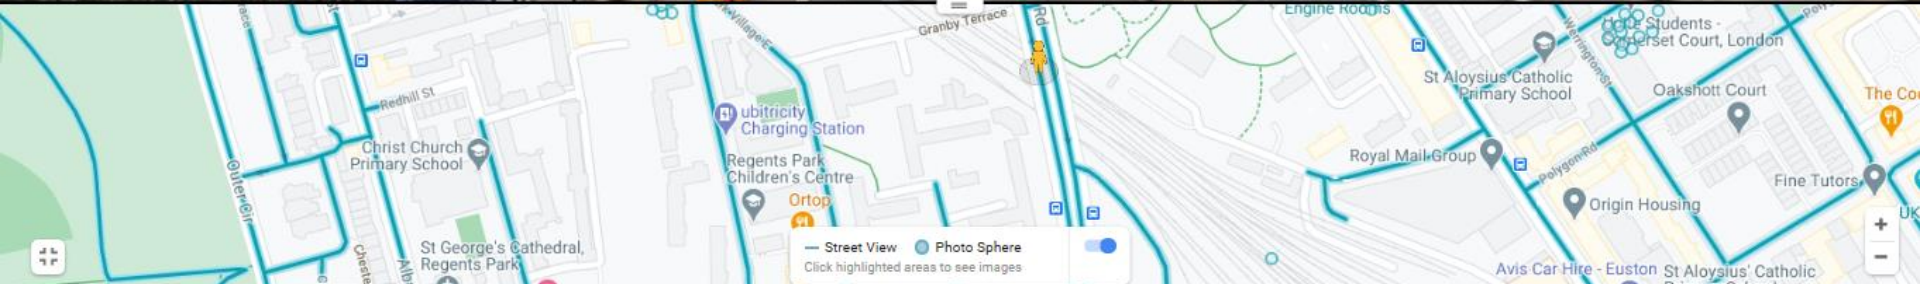 Granby Terrace
Rd
Engine Rooms
Werrington St
Students -
Somerset Court, London
St Aloysius Catholic
Primary School
Oakshott Court
Redhill St
ubitricity
Charging Station
Christ Church
Primary School
Outer Cir
Regents Park
Children's Centre
Ortop
Royal Mail Group
Polygon Rd
Fine Tutors
Origin Housing
UK
St George's Cathedral,
Regents Park
Street View
Photo Sphere
Click highlighted areas to see images
Avis Car Hire - Euston
St Aloysius' Catholic